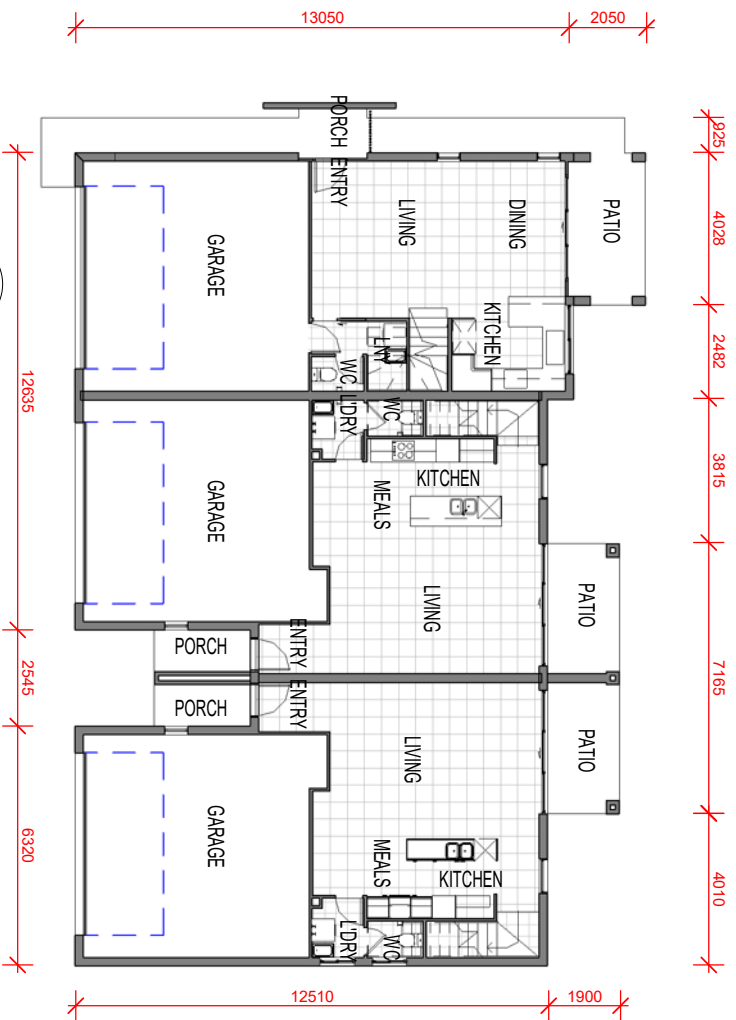 13050
2050
PORCH
ENTRY
925
4028
2482
3815
7165
4010
12635
2545
6320
GARAGE
LIVING
DINING
PATIO
KITCHEN
LNY
WC
L'DRY
WC
GARAGE
KITCHEN
MEALS
LIVING
PATIO
ENTRY
PORCH
PORCH
ENTRY
LIVING
PATIO
GARAGE
MEALS
KITCHEN
L'DRY
WC
12510
1900